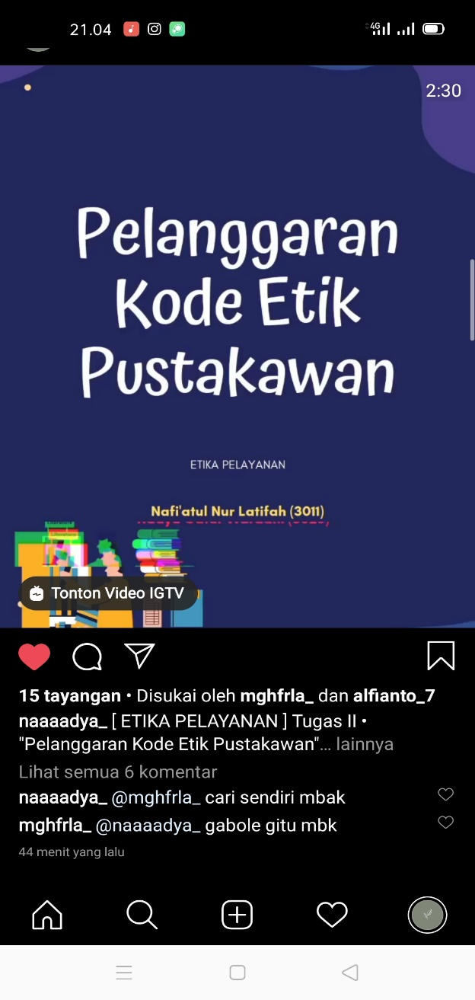 21.04
4G
2:30
Pelanggaran
Kode Etik
Pustakawan
ETIKA PELAYANAN
Nafi'atul Nur Latifah (3011)
Tonton Video IGTV
15 tayangan • Disukai oleh mghfrla_ dan alfianto_7
naaaadya_ [ ETIKA PELAYANAN ] Tugas II •
"Pelanggaran Kode Etik Pustakawan"... lainnya
Lihat semua 6 komentar
naaaadya_ @mghfrla_ cari sendiri mbak
mghfrla_ @naaaadya_ gabole gitu mbk
44 menit yang lalu